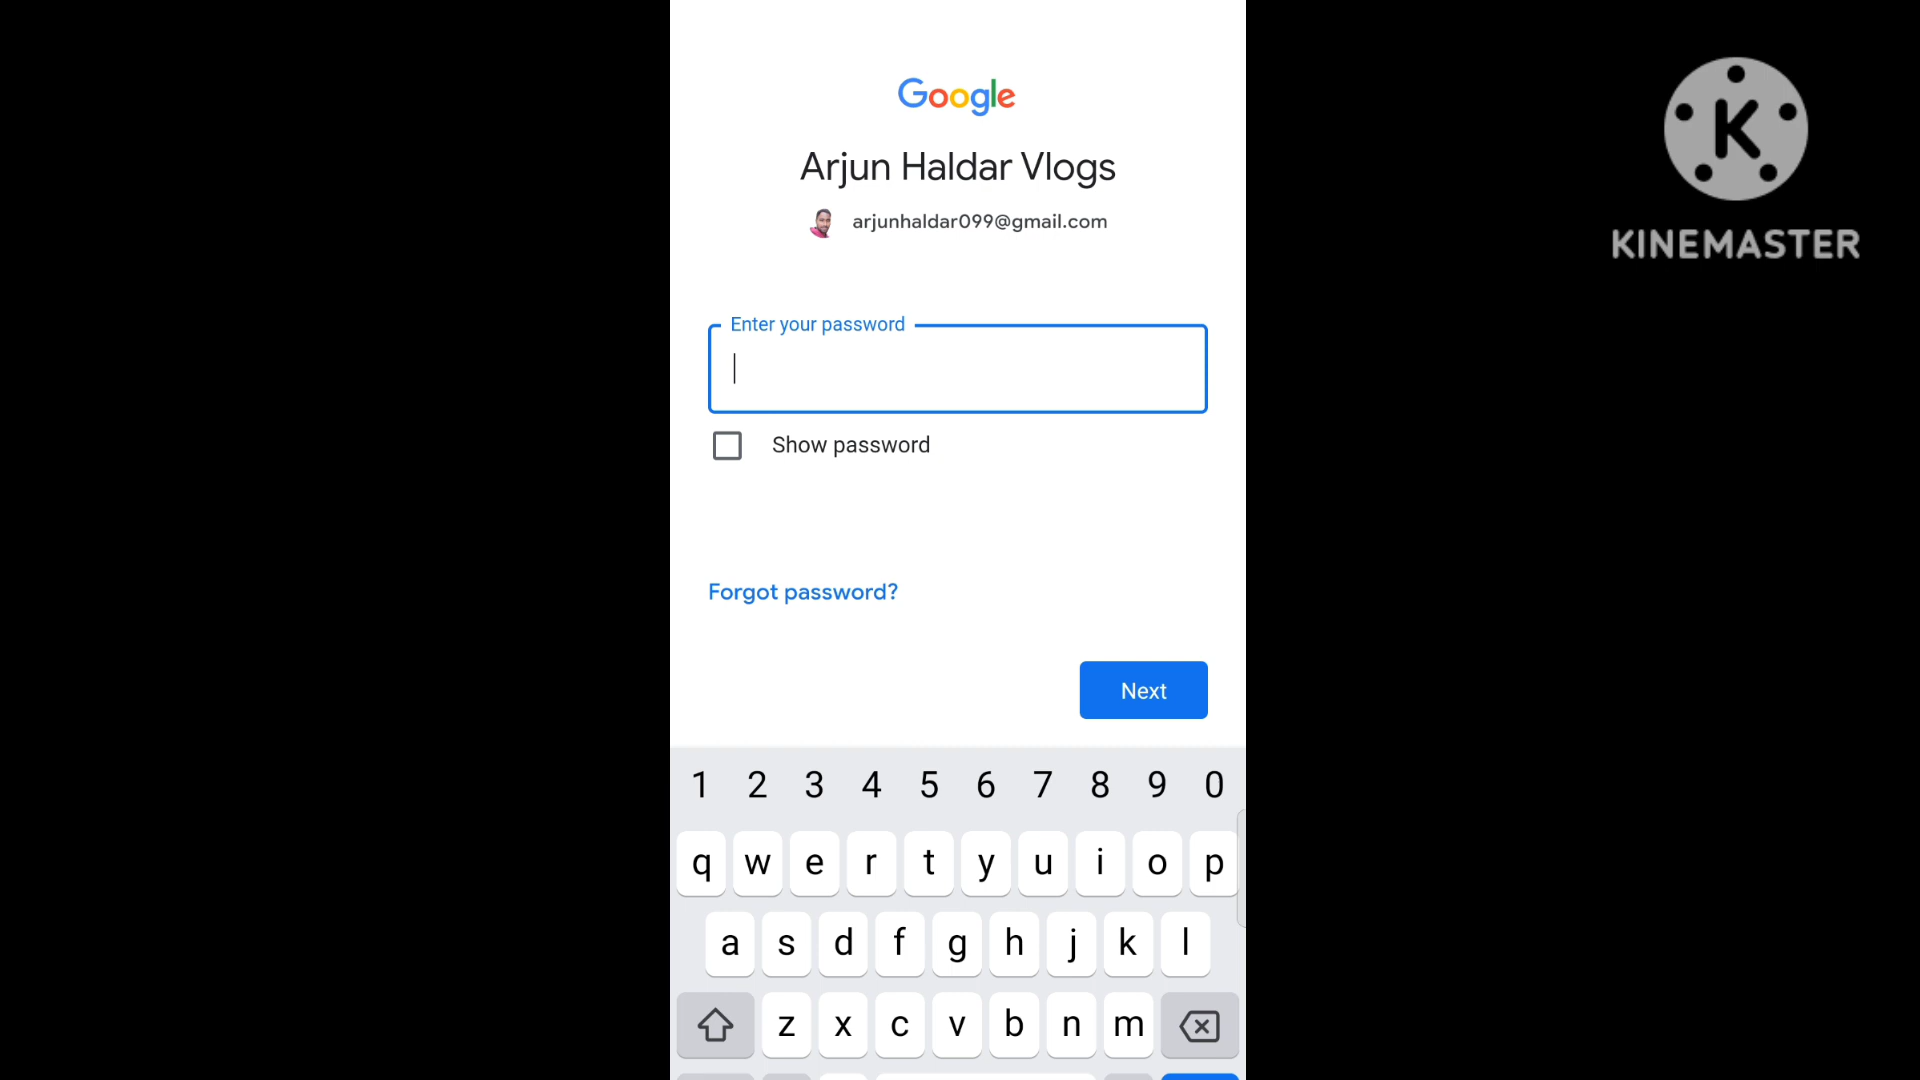 Google
Arjun Haldar Vlogs
arjunhaldar099@gmail.com
Enter your password
Show password
Forgot password?
Next
1 2 3 4 5 6 7 8 9 0
q w e r t y u i o p
a s d f g h j k l
z x c v b n m
K
KINEMASTER